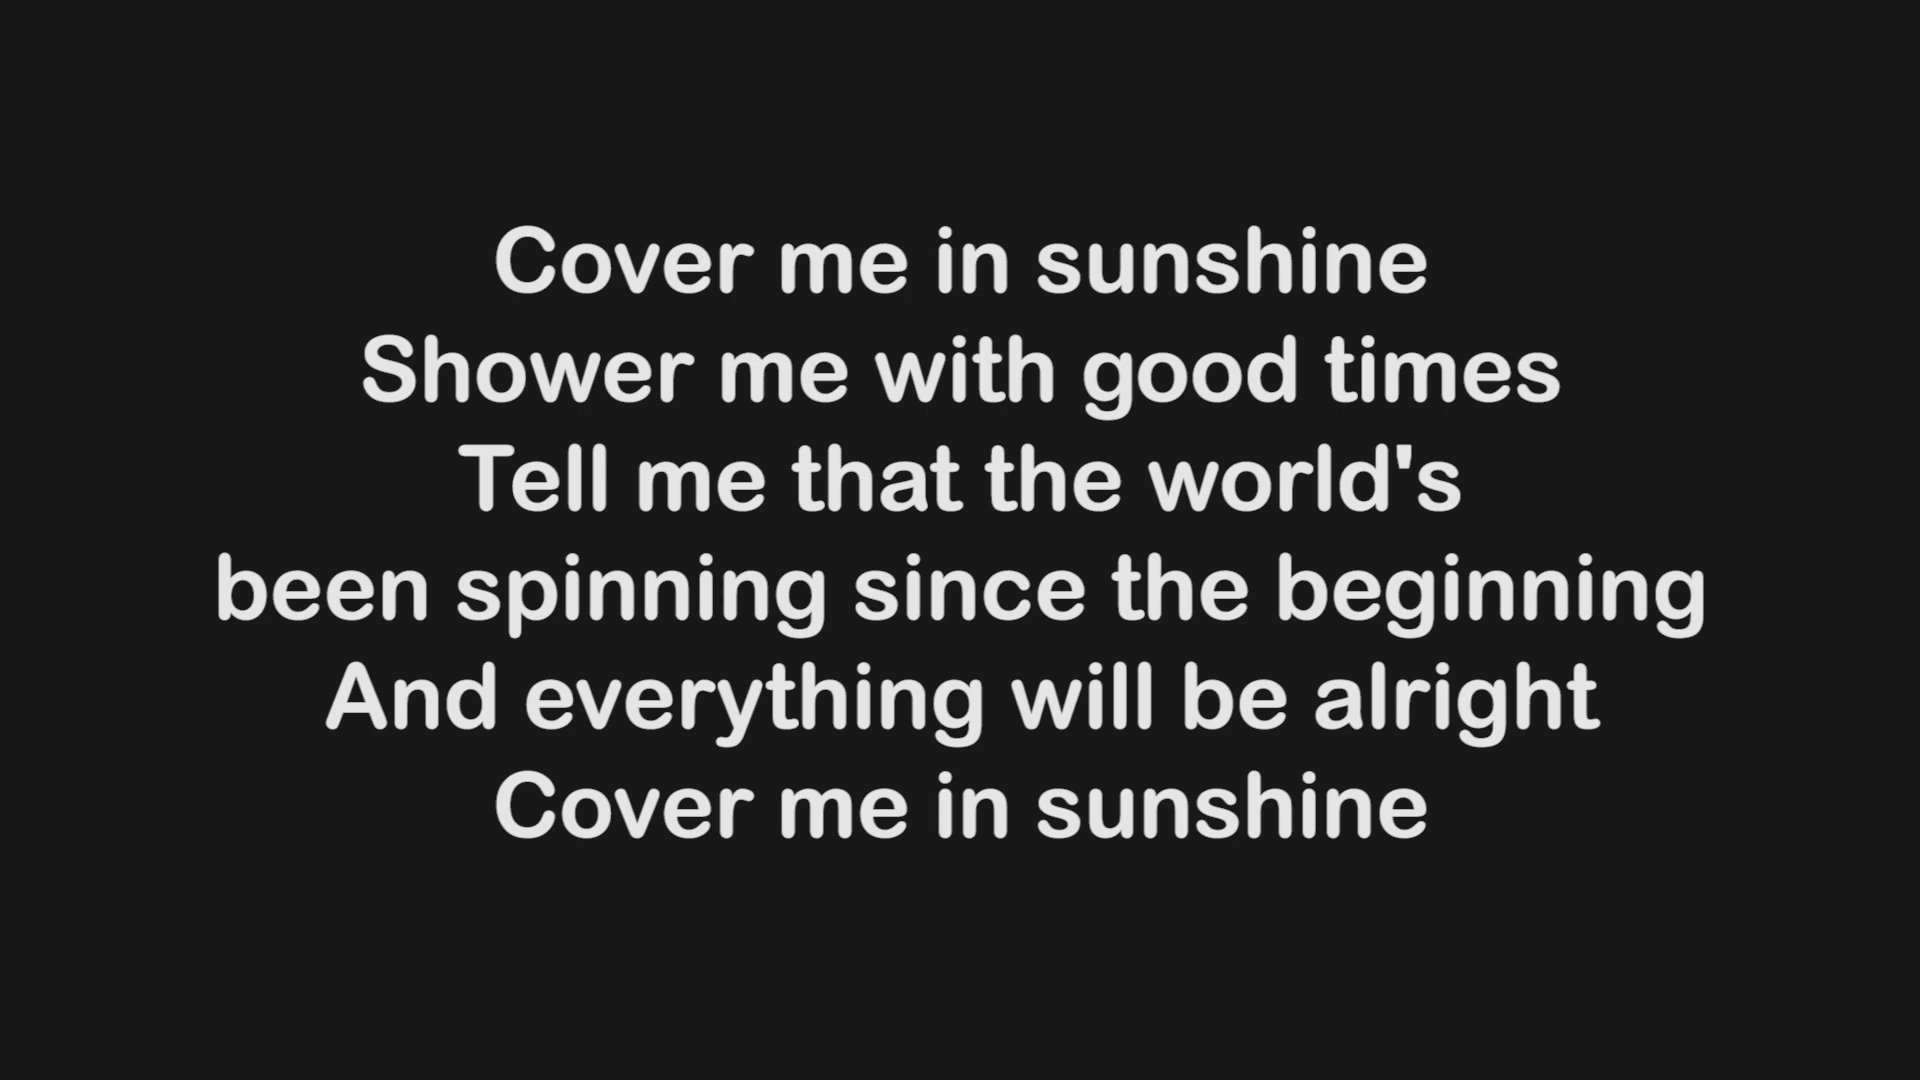 Cover me in sunshine
Shower me with good times
Tell me that the world's
been spinning since the beginning
And everything will be alright
Cover me in sunshine